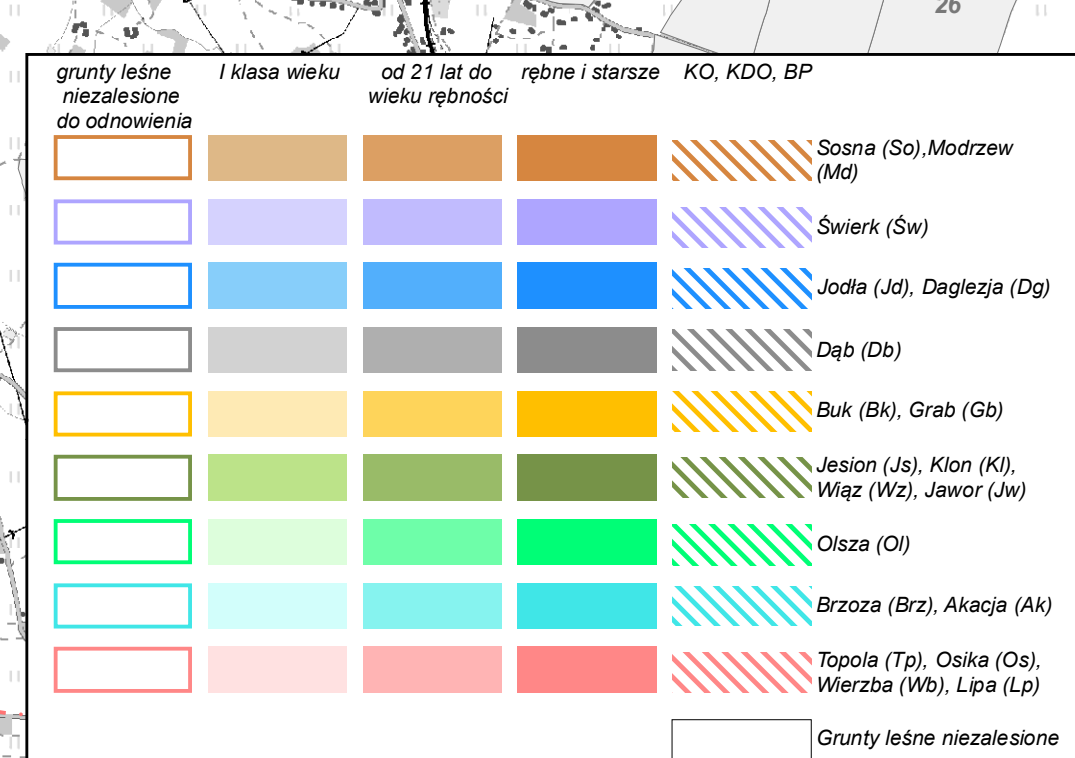 26
grunty leśne
niezalesione
do odnowienia
I klasa wieku
od 21 lat do
wieku rębności
rębne i starsze
KO, KDO, BP
Sosna (So),Modrzew
(Md)
Świerk (Św)
Jodła (Jd), Daglezja (Dg)
Dąb (Db)
Buk (Bk), Grab (Gb)
Jesion (Js), Klon (Kl),
Wiąz (Wz), Jawor (Jw)
Olsza (Ol)
Brzoza (Brz), Akacja (Ak)
Topola (Tp), Osika (Os),
Wierzba (Wb), Lipa (Lp)
Grunty leśne niezalesione